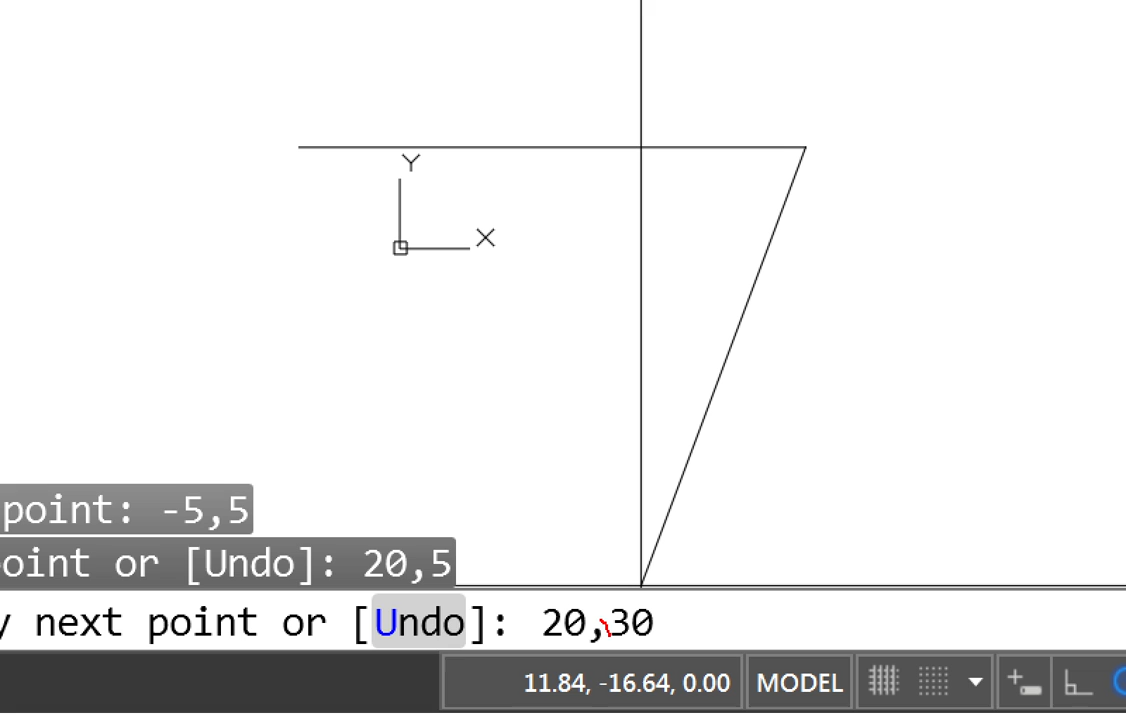 Y
X
point: -5,5
oint or [Undo]: 20,5
y next point or [Undo]: 20,30
11.84, -16.64, 0.00 MODEL